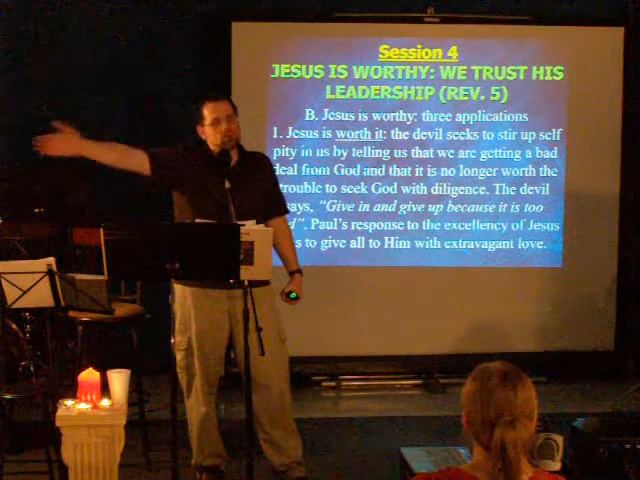 Session 4
JESUS IS WORTHY: WE TRUST HIS
LEADERSHIP (REV. 5)
B. Jesus is worthy: three applications
1. Jesus is worth it: the devil seeks to stir up self
pity in us by telling us that we are getting a bad
deal from God and that it is no longer worth the
trouble to seek God with diligence. The devil
says, "Give in and give up because it is too
". Paul's response to the excellency of Jesus
to give all to Him with extravagant love.